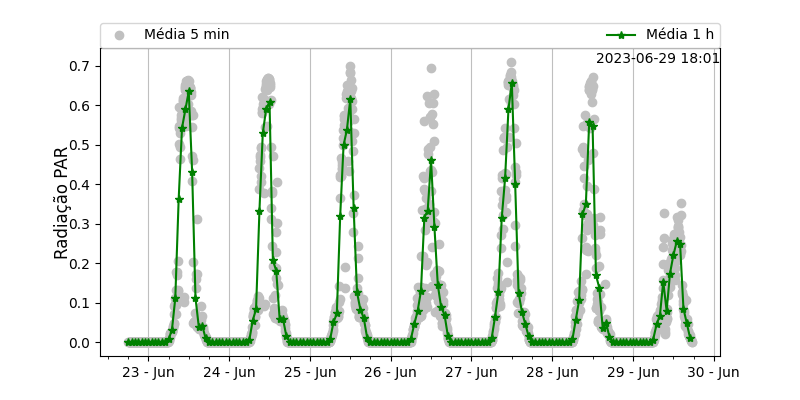 Média 5 min
Média 1 h
2023-06-29 18:01
Radiação PAR
0.7
0.6
0.5
0.4
0.3
0.2
0.1
0.0
23 - Jun
24 - Jun
25 - Jun
26 - Jun
27 - Jun
28 - Jun
29 - Jun
30 - Jun